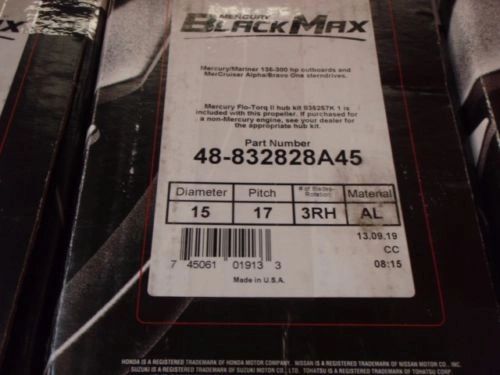 MERCURY
BLACKMAX
Mercury/Mariner 135-300 hp outboards and
MerCruiser Alpha/Bravo One sterndrives.
Mercury Flo-Torq II hub kit 835257K 1 is
included with this propeller. If purchased for
a non-Mercury engine, see your dealer for
the appropriate hub kit.
Part Number
48-832828A45
Diameter Pitch # of Blades- Rotation Material
15 17 3RH AL
13.09.19
CC
7 45061 01913 3 08:15
Made in U.S.A.
HONDA IS A REGISTERED TRADEMARK OF HONDA MOTOR COMPANY. NISSAN IS A REGISTERED TRADEMARK OF NISSAN MOTOR CO., INC.
SUZUKI IS A REGISTERED TRADEMARK OF SUZUKI MOTOR CO., LTD. TOHATSU IS A REGISTERED TRADEMARK OF TOHATSU CO.